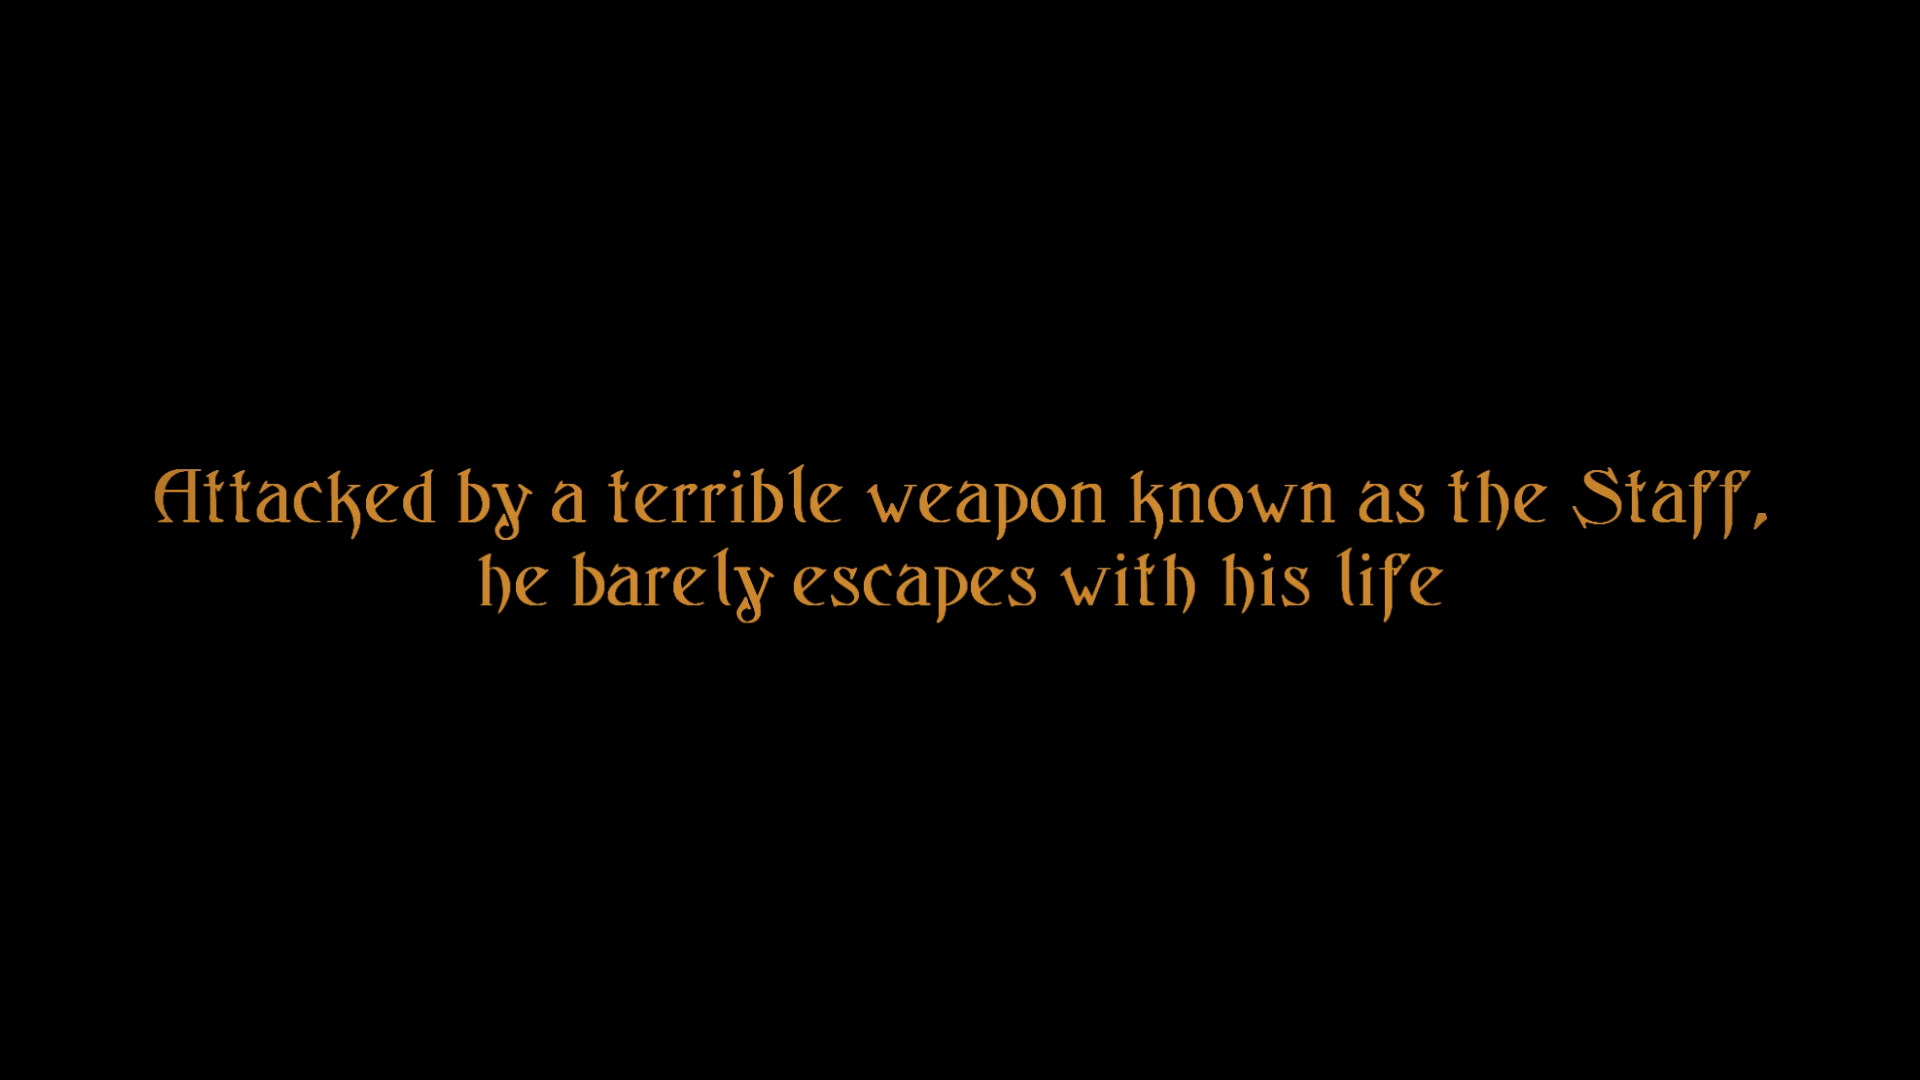 Attacked by a terrible weapon known as the Staff,
he barely escapes with his life